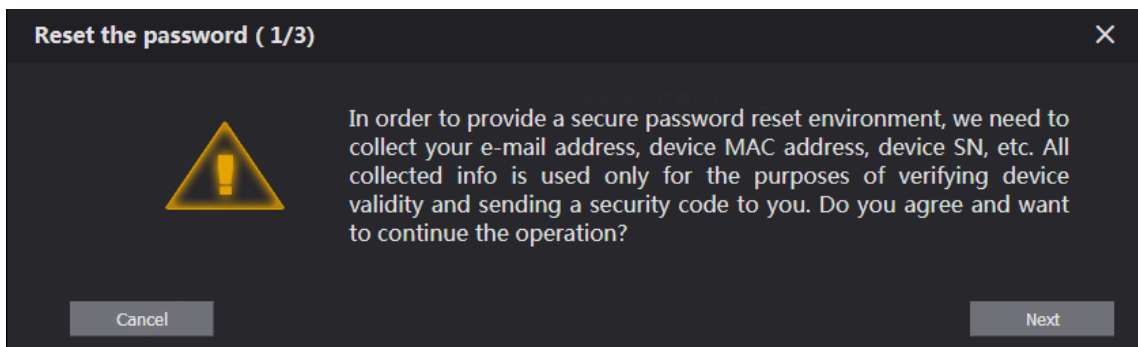 Reset the password ( 1/3)
In order to provide a secure password reset environment, we need to
collect your e-mail address, device MAC address, device SN, etc. All
collected info is used only for the purposes of verifying device
validity and sending a security code to you. Do you agree and want
to continue the operation?
Cancel
Next